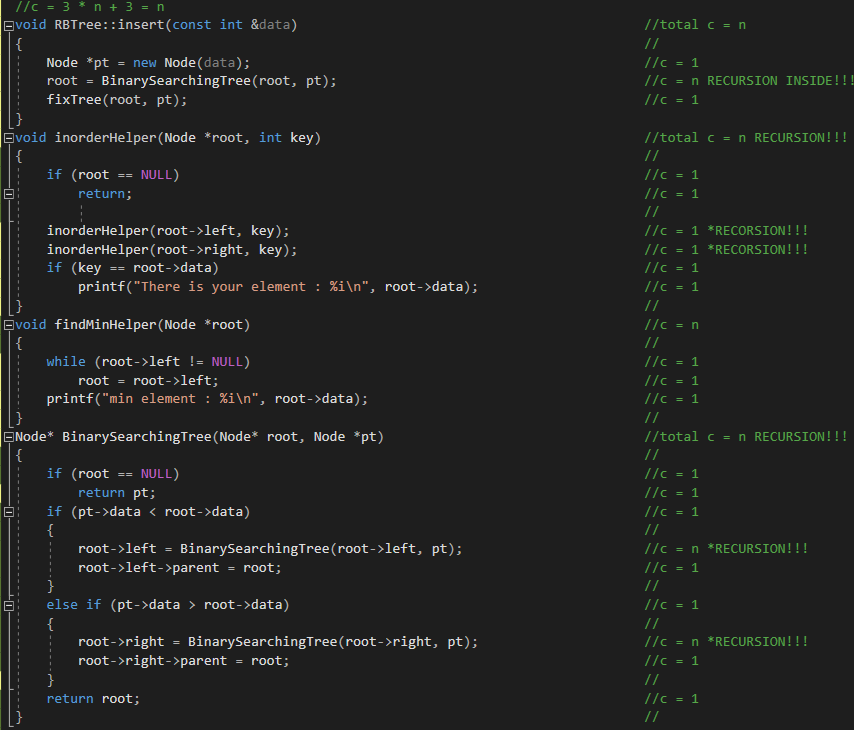 //c = 3 * n + 3 = n
void RBTree::insert(const int &data) //total c = n
{ //
Node *pt = new Node(data); //c = 1
root = BinarySearchingTree(root, pt); //c = n RECURSION INSIDE!!!
fixTree(root, pt); //c = 1
}
void inorderHelper(Node *root, int key) //total c = n RECURSION!!!
{ //
if (root == NULL) //c = 1
return; //c = 1
//
inorderHelper(root->left, key); //c = 1 *RECORSION!!!
inorderHelper(root->right, key); //c = 1 *RECORSION!!!
if (key == root->data) //c = 1
printf("There is your element : %i\n", root->data); //c = 1
} //
void findMinHelper(Node *root) //c = n
{ //
while (root->left != NULL) //c = 1
root = root->left; //c = 1
printf("min element : %i\n", root->data); //c = 1
} //
Node* BinarySearchingTree(Node* root, Node *pt) //total c = n RECURSION!!!
{ //
if (root == NULL) //c = 1
return pt; //c = 1
if (pt->data < root->data) //c = 1
{ //
root->left = BinarySearchingTree(root->left, pt); //c = n *RECURSION!!!
root->left->parent = root; //c = 1
} //
else if (pt->data > root->data) //c = 1
{ //
root->right = BinarySearchingTree(root->right, pt); //c = n *RECURSION!!!
root->right->parent = root; //c = 1
} //
return root; //c = 1
} //